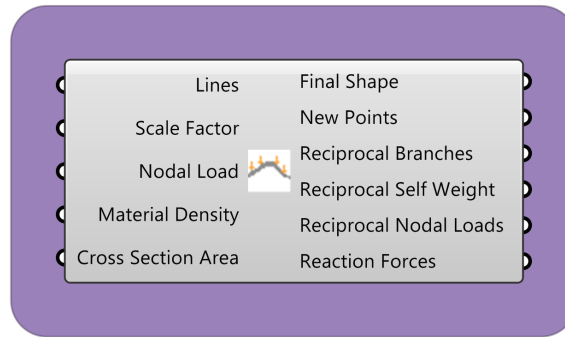 Lines
Scale Factor
Nodal Load
Material Density
Cross Section Area
Final Shape
New Points
Reciprocal Branches
Reciprocal Self Weight
Reciprocal Nodal Loads
Reaction Forces